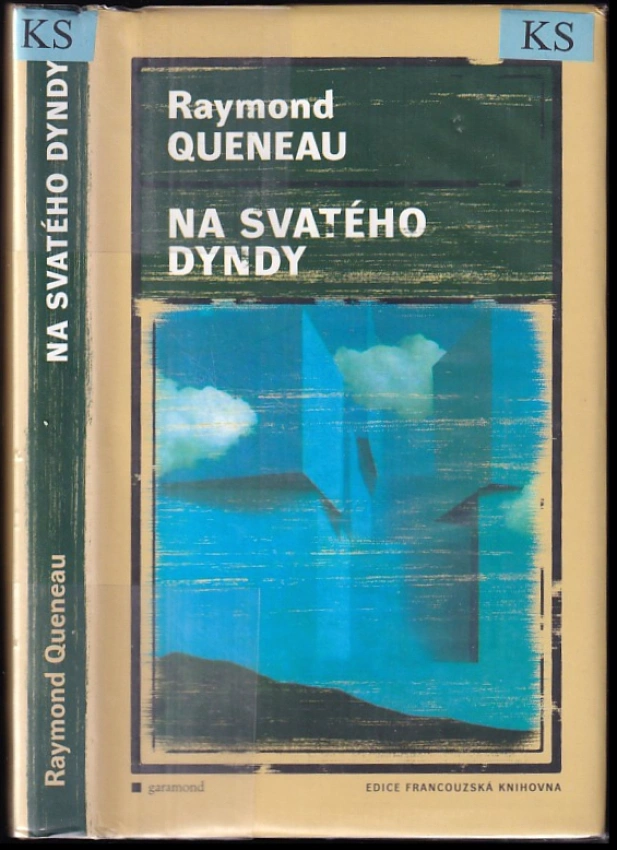 KS
NA SVATÉHO DYNDY
Raymond Queneau
KS
Raymond
QUENEAU
NA SVATÉHO
DYNDY
garamond
EDICE FRANCOUZSKÁ KNIHOVNA